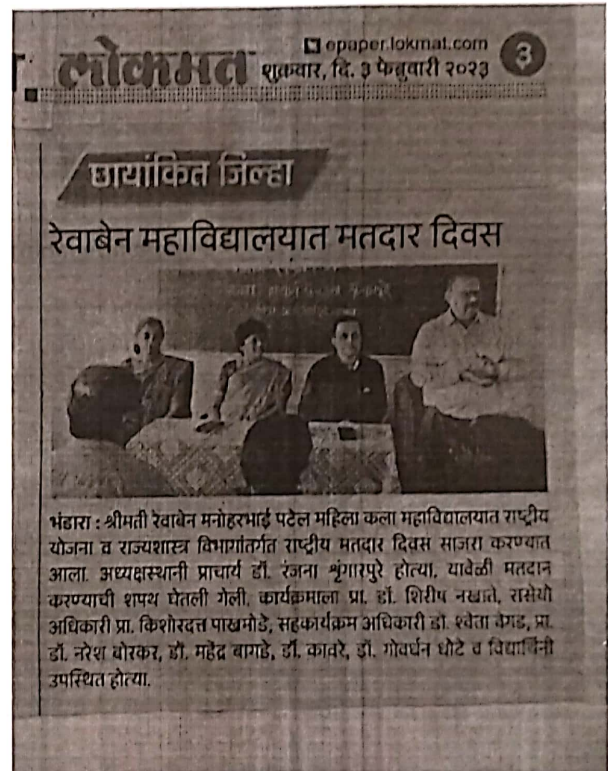 लोकमत
epaper.lokmat.com
शुक्रवार, दि. ३ फेब्रुवारी २०२३
३
छायांकित जिल्हा
रेवाबेन महाविद्यालयात मतदार दिवस
भंडारा : श्रीमती रेवाबेन मनोहरभाई पटेल महिला कला महाविद्यालयात राष्ट्रीय
योजना व राज्यशास्त्र विभागांतर्गत राष्ट्रीय मतदार दिवस साजरा करण्यात
आला. अध्यक्षस्थानी प्राचार्य डॉ. रंजना श्रृंगारपुरे होत्या. यावेळी मतदान
करण्याची शपथ घेतली गेली. कार्यक्रमाला प्रा. डॉ. शिरीष नखाते, रासेयो
अधिकारी प्रा. किशोरदत्त पाखमोडे, सहकार्यक्रम अधिकारी डॉ. श्वेता वेगड, प्रा.
डॉ. नरेश बोरकर, डॉ. महेंद्र बागडे, डॉ. कावरे, डॉ. गोवर्धन धोटे व विद्यार्थिनी
उपस्थित होत्या.